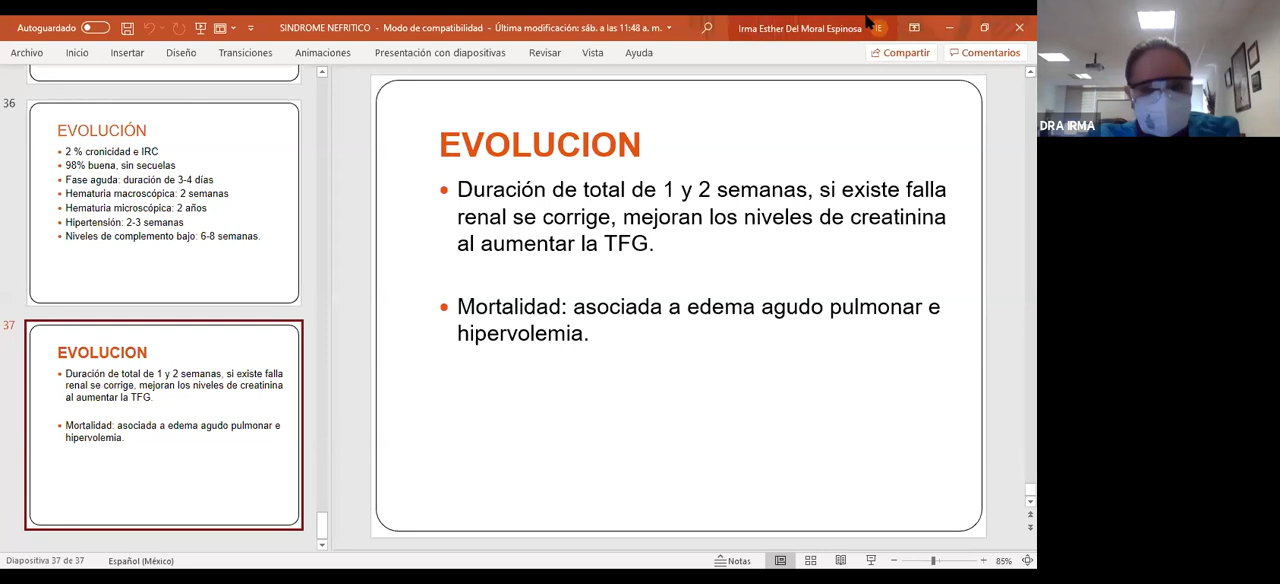 Autoguardado
SINDROME NEFRITICO - Modo de compatibilidad - Última modificación: sáb. a las 11:48 a. m.
Irma Esther Del Moral Espinosa
IE
Archivo Inicio Insertar Diseño Transiciones Animaciones Presentación con diapositivas Revisar Vista Ayuda
Compartir
Comentarios
36
EVOLUCIÓN
• 2 % cronicidad e IRC
• 98% buena, sin secuelas
• Fase aguda: duración de 3-4 días
• Hematuria macroscópica: 2 semanas
• Hematuria microscópica: 2 años
• Hipertensión: 2-3 semanas
• Niveles de complemento bajo: 6-8 semanas.
37
EVOLUCION
• Duración de total de 1 y 2 semanas, si existe falla
renal se corrige, mejoran los niveles de creatinina
al aumentar la TFG.
• Mortalidad: asociada a edema agudo pulmonar e
hipervolemia.
EVOLUCION
• Duración de total de 1 y 2 semanas, si existe falla
renal se corrige, mejoran los niveles de creatinina
al aumentar la TFG.
• Mortalidad: asociada a edema agudo pulmonar e
hipervolemia.
DRA IRMA
Diapositiva 37 de 37
Español (México)
Notas
85%